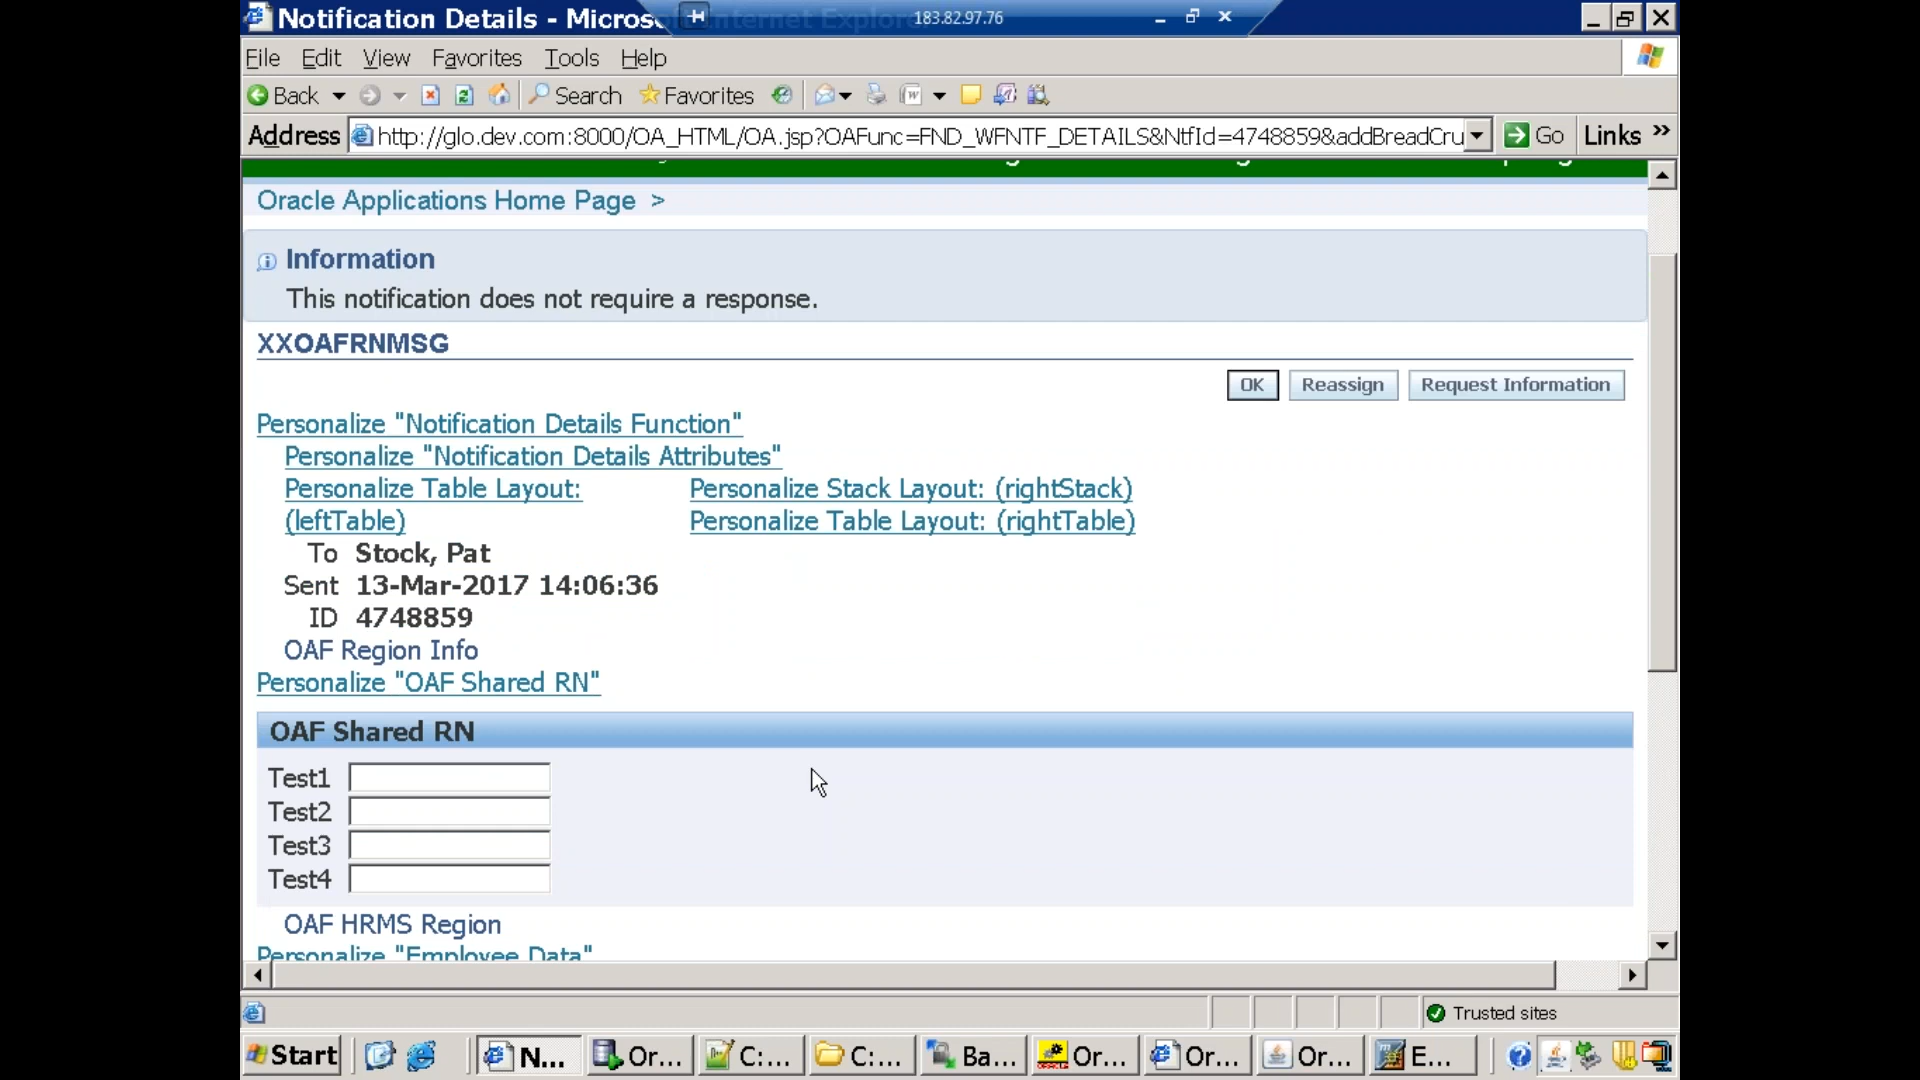 Notification Details - Microsoft Internet Explorer
183.82.97.76
File Edit View Favorites Tools Help
Back Search Favorites
Address http://glo.dev.com:8000/OA_HTML/OA.jsp?OAFunc=FND_WFNTF_DETAILS&NtfId=4748859&addBreadCru Go Links »
Oracle Applications Home Page >
Information
This notification does not require a response.
XXOAFRNMSG
OK Reassign Request Information
Personalize "Notification Details Function"
Personalize "Notification Details Attributes"
Personalize Table Layout: Personalize Stack Layout: (rightStack)
(leftTable) Personalize Table Layout: (rightTable)
To Stock, Pat
Sent 13-Mar-2017 14:06:36
ID 4748859
OAF Region Info
Personalize "OAF Shared RN"
OAF Shared RN
Test1
Test2
Test3
Test4
OAF HRMS Region
Personalize "Employee Data"
Trusted sites
Start N... Or... C:... C:... Ba... Or... Or... Or... E...